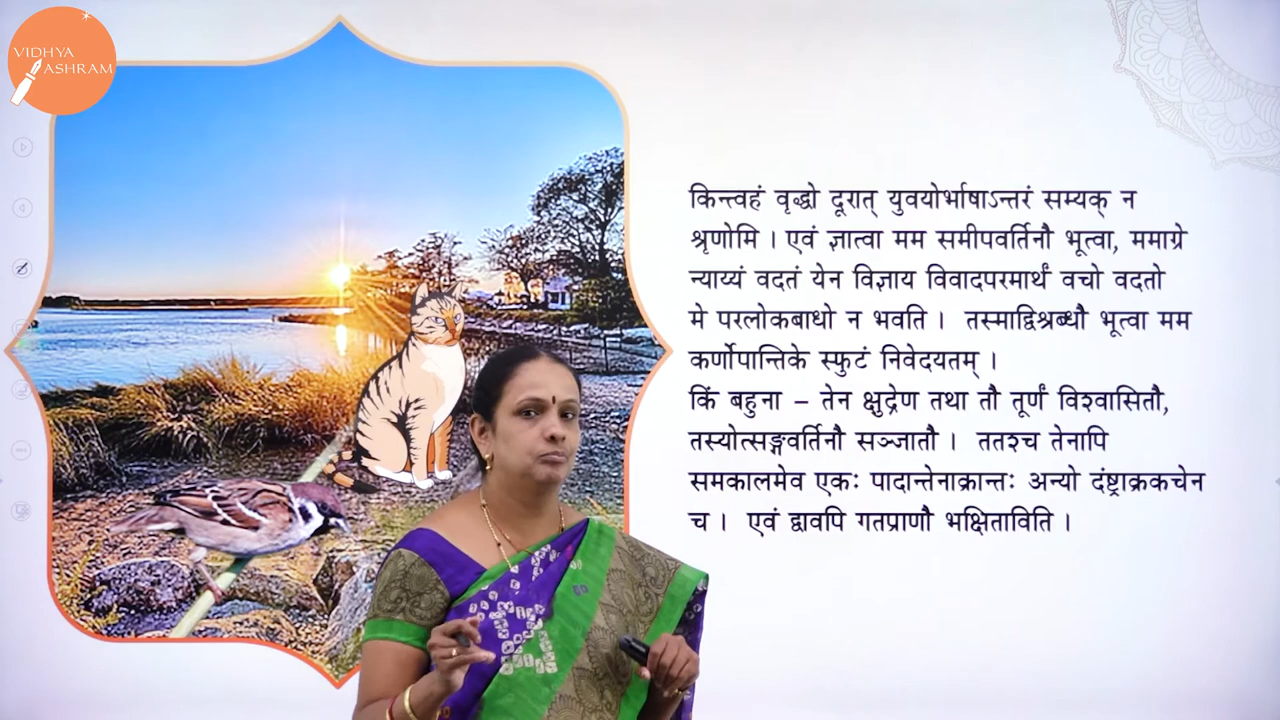 VIDHYA
ASHRAM
किन्त्वहं वृद्धो दूरात् युवयोर्भाषाऽन्तरं सम्यक् न
श्रृणोमि । एवं ज्ञात्वा मम समीपवर्तिनौ भूत्वा, ममाग्रे
न्याय्यं वदतं येन विज्ञाय विवादपरमार्थं वचो वदतो
मे परलोकबाधो न भवति । तस्माद्विश्रब्धौ भूत्वा मम
कर्णोपान्तिके स्फुटं निवेदयतम् ।
किं बहुना – तेन क्षुद्रेण तथा तौ तूर्णं विश्वासितौ,
तस्योत्सङ्गवर्तिनौ सञ्जातौ । ततश्च तेनापि
समकालमेव एकः पादान्तेनाक्रान्तः अन्यो दंष्ट्राक्रकचेन
च । एवं द्वावपि गतप्राणौ भक्षिताविति ।